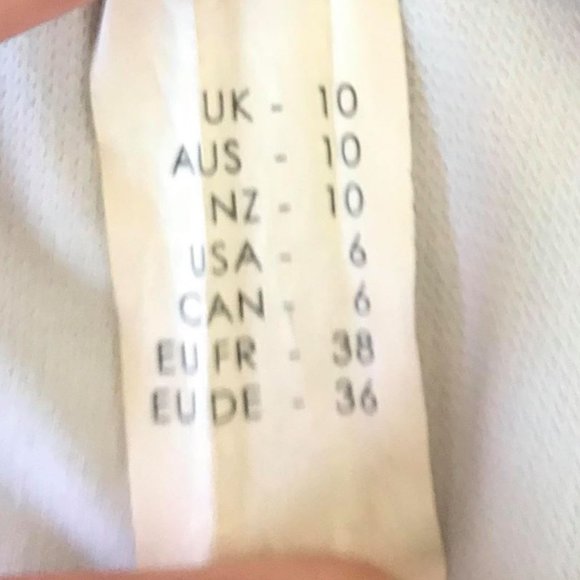 UK - 10
AUS - 10
NZ - 10
USA - 6
CAN - 6
EU FR - 38
EU DE - 36